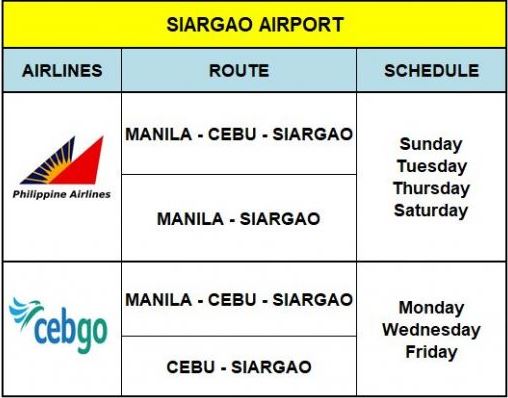 SIARGAO AIRPORT
AIRLINES ROUTE SCHEDULE
Philippine Airlines
MANILA - CEBU - SIARGAO
MANILA - SIARGAO
Sunday
Tuesday
Thursday
Saturday
cebgo
MANILA - CEBU - SIARGAO
CEBU - SIARGAO
Monday
Wednesday
Friday